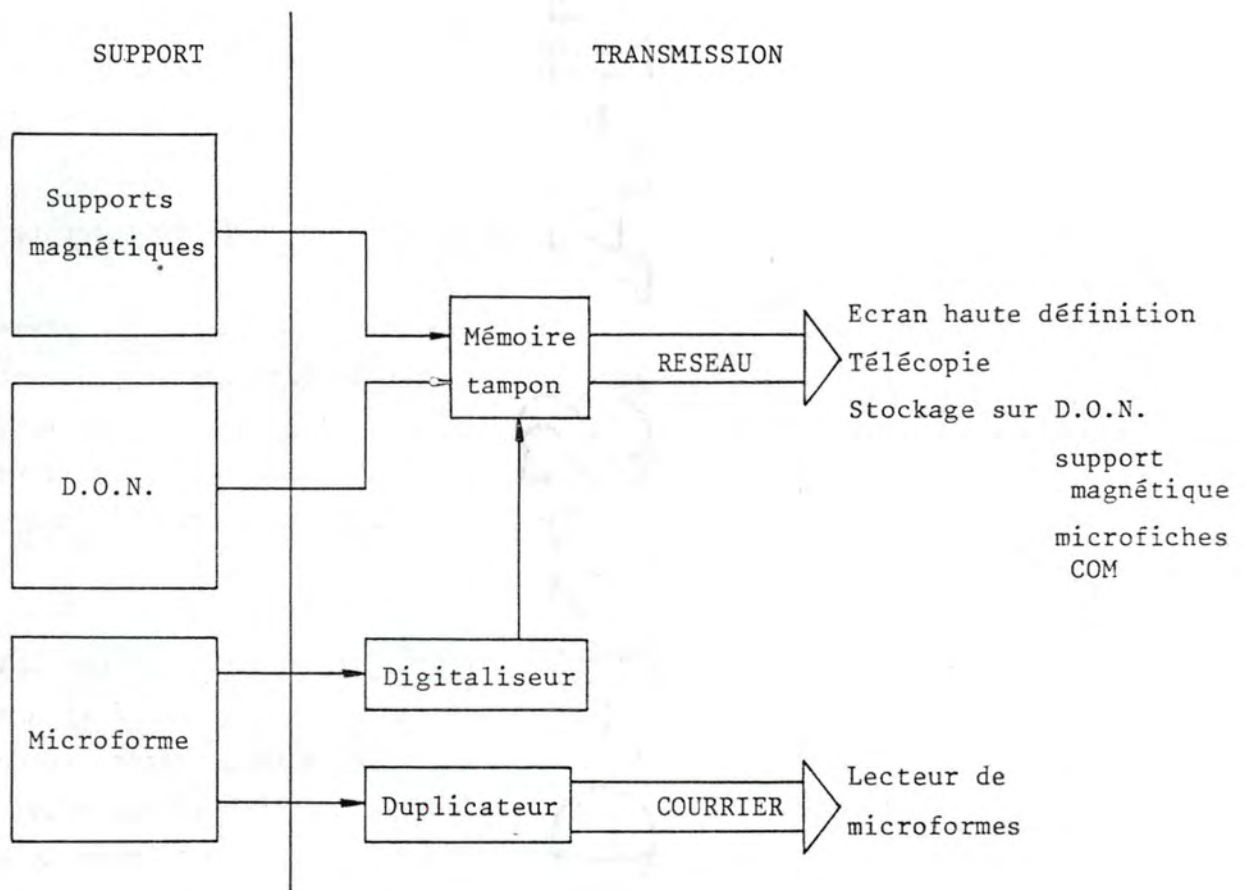 SUPPORT
TRANSMISSION
Supports
magnétiques
D.O.N.
Microforme
Mémoire
tampon
RESEAU
Ecran haute définition
Télécopie
Stockage sur D.O.N.
support
magnétique
microfiches
COM
Digitaliseur
Duplicateur
COURRIER
Lecteur de
microformes